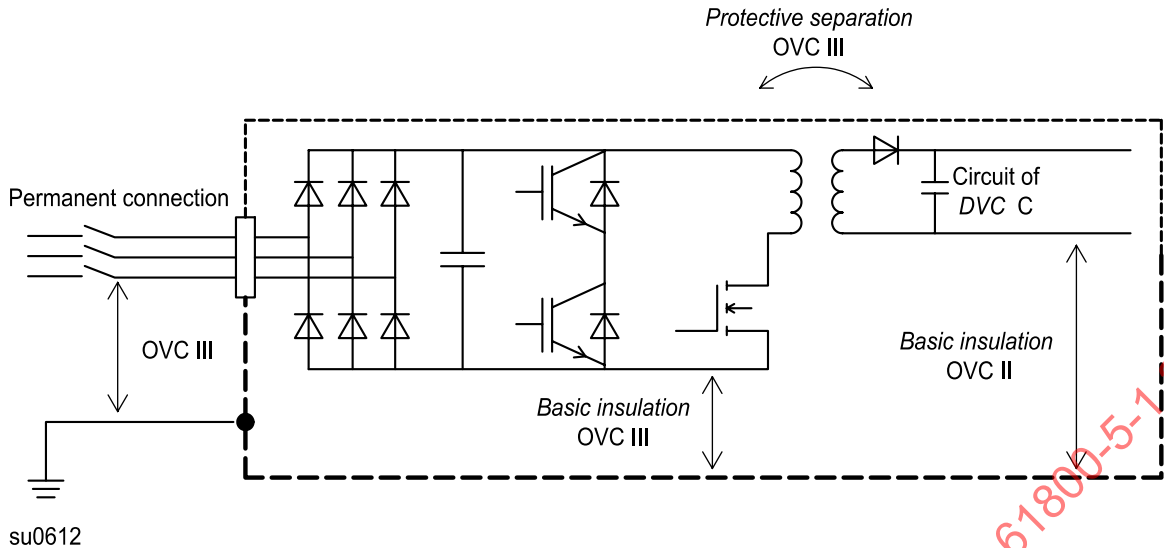 Protective separation
OVC III
Permanent connection
Circuit of
DVC C
OVC III
Basic insulation
OVC II
Basic insulation
OVC III
61800-5-1
su0612